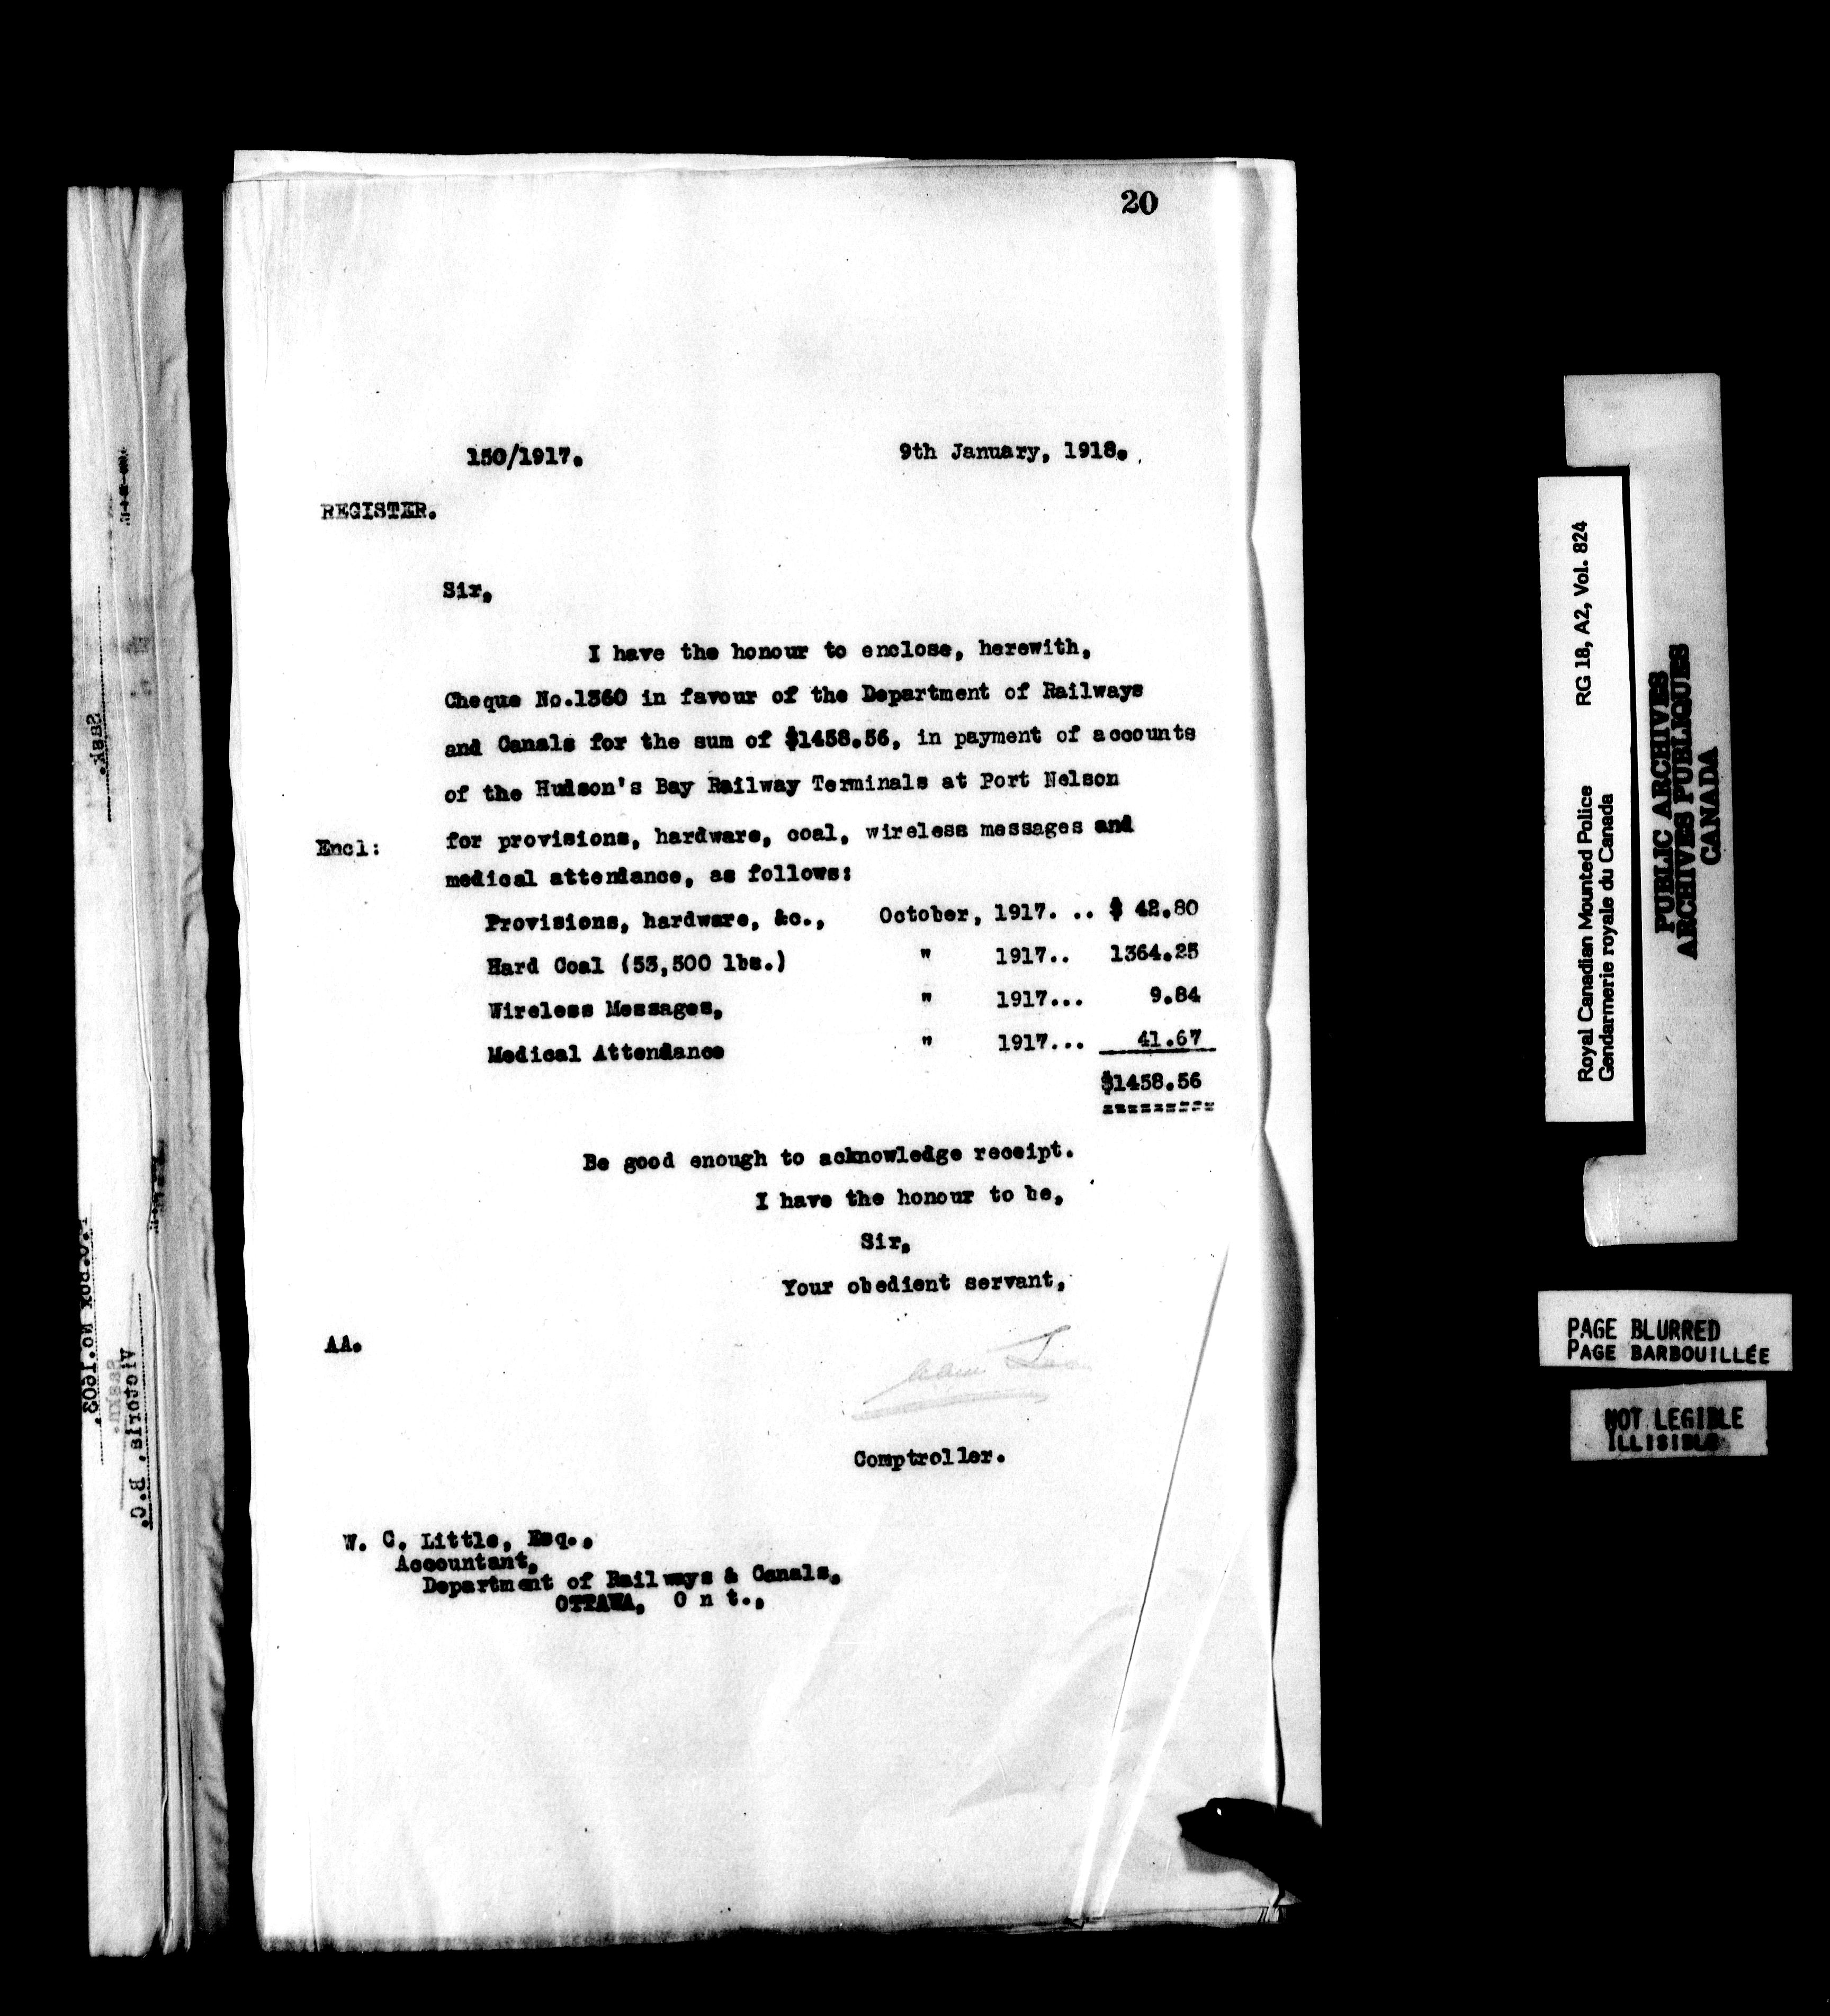 20
150/1917. 9th January, 1918.
REGISTER.
Sir,
I have the honour to enclose, herewith,
Cheque No.1360 in favour of the Department of Railways
and Canals for the sum of $1458.56, in payment of accounts
of the Hudson's Bay Railway Terminals at Port Nelson
Encl: for provisions, hardware, coal, wireless messages and
medical attendance, as follows:
Provisions, hardware, &c., October, 1917. .. $ 42.80
Hard Coal (53,500 lbs.) " 1917.. 1364.25
Wireless Messages, " 1917... 9.84
Medical Attendance " 1917... 41.67
$1458.56
=========
Be good enough to acknowledge receipt.
I have the honour to be,
Sir,
Your obedient servant,
AA.
Comptroller.
W. C. Little, Esq.,
Accountant,
Department of Railways & Canals,
OTTAWA, O n t.,
Sask.
P.O.Box No.1603.
Sask.
Victoria, B.C.
Royal Canadian Mounted Police RG 18, A2, Vol. 824
Gendarmerie royale du Canada
PUBLIC ARCHIVES
ARCHIVES PUBLIQUES
CANADA
PAGE BLURRED
PAGE BARBOUILLÉE
NOT LEGIBLE
ILLISIBLE